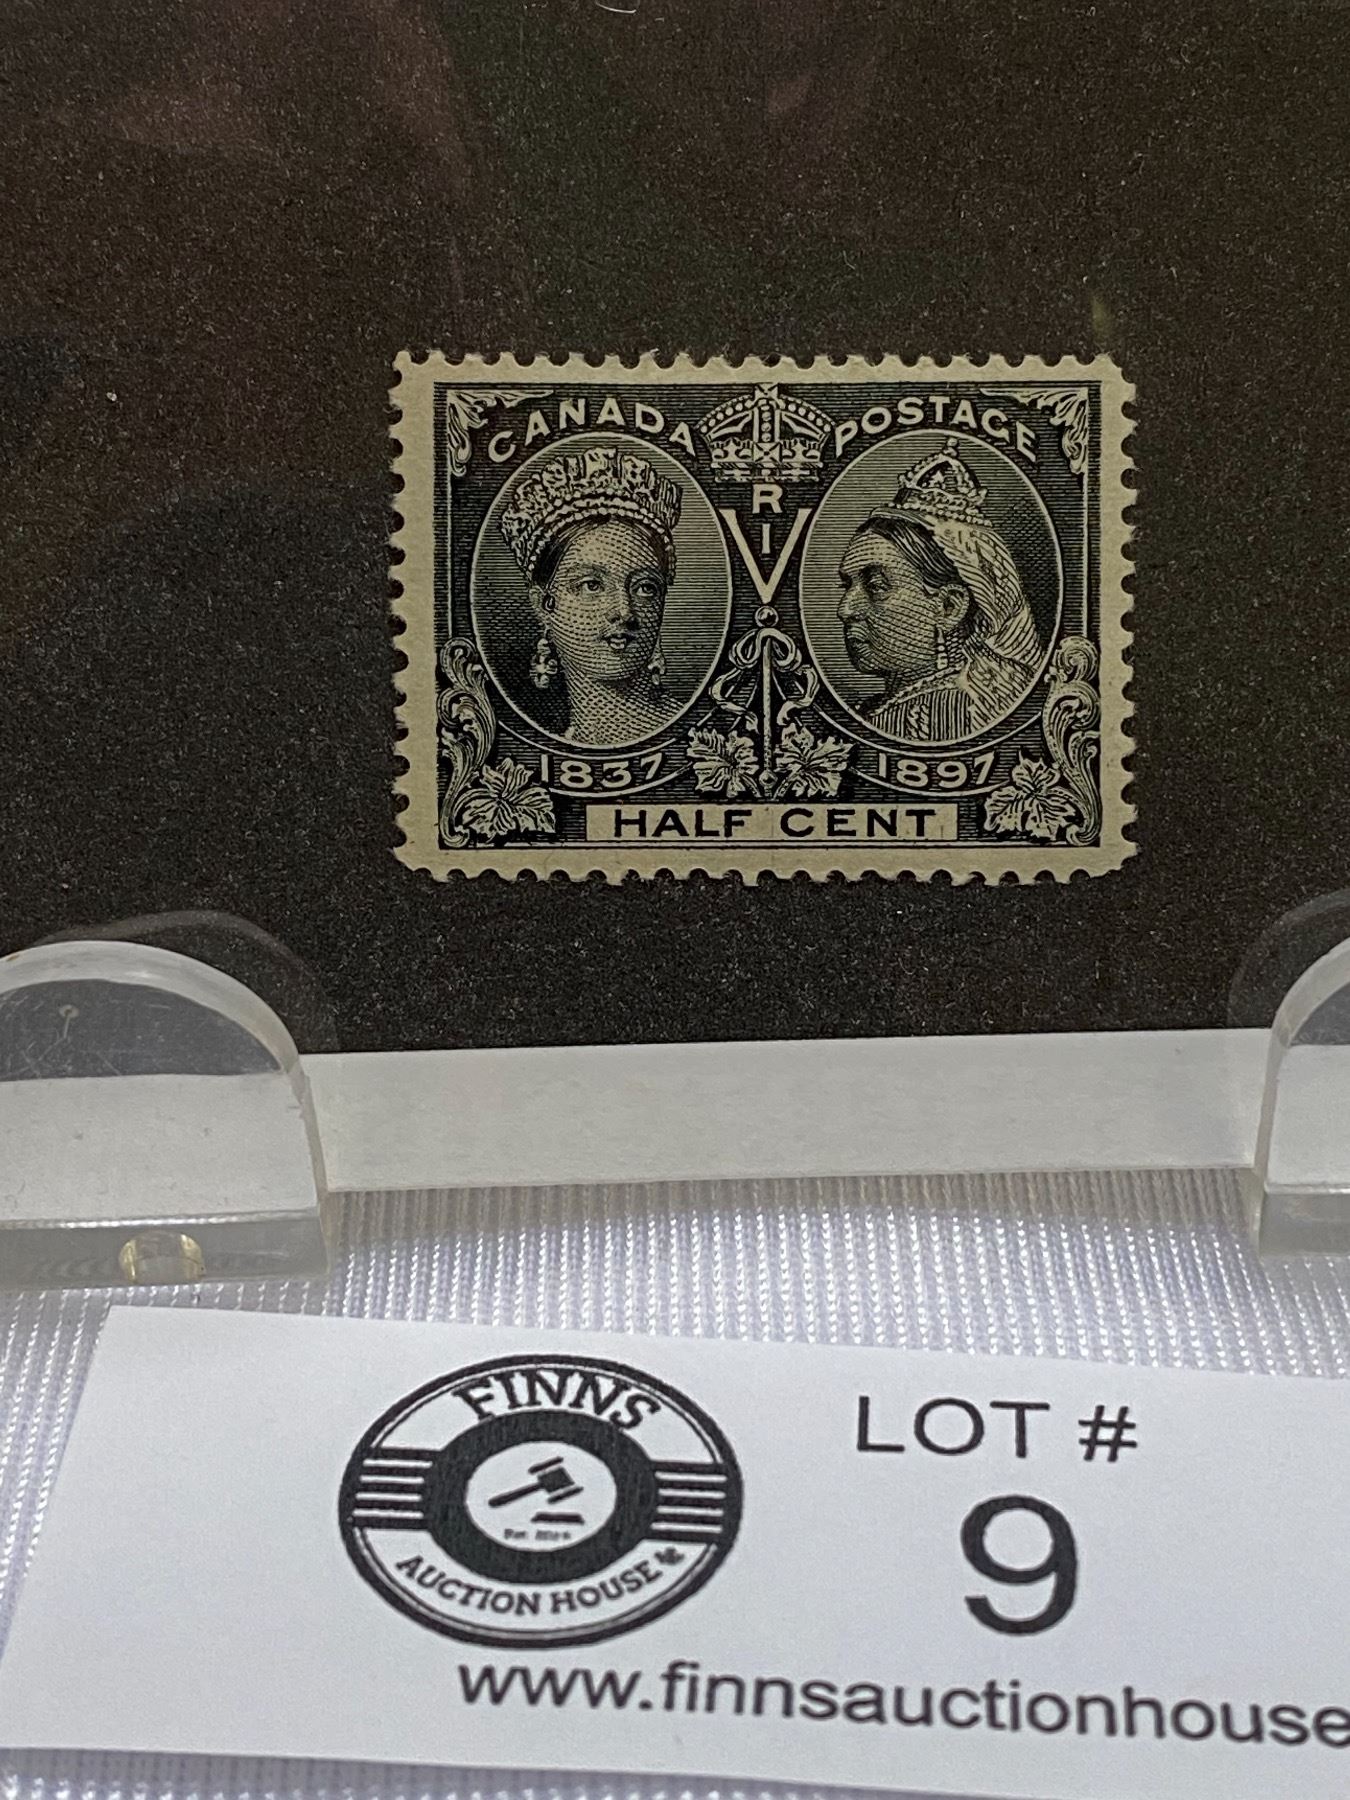 CANADA POSTAGE
R
V
I
1837 1897
HALF CENT
FINNS
AUCTION HOUSE
LOT #
9
www.finnsauctionhouse